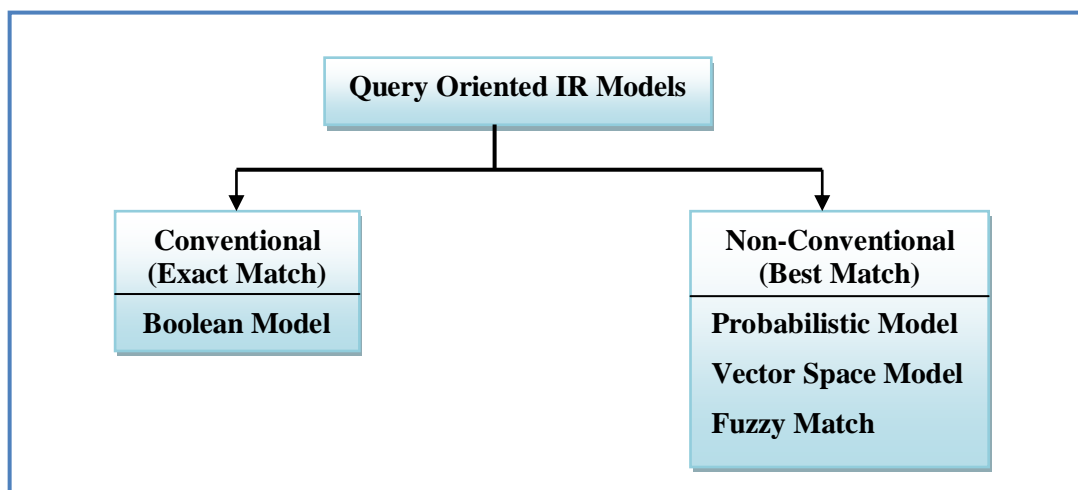 Query Oriented IR Models
Conventional
(Exact Match)
Boolean Model
Non-Conventional
(Best Match)
Probabilistic Model
Vector Space Model
Fuzzy Match